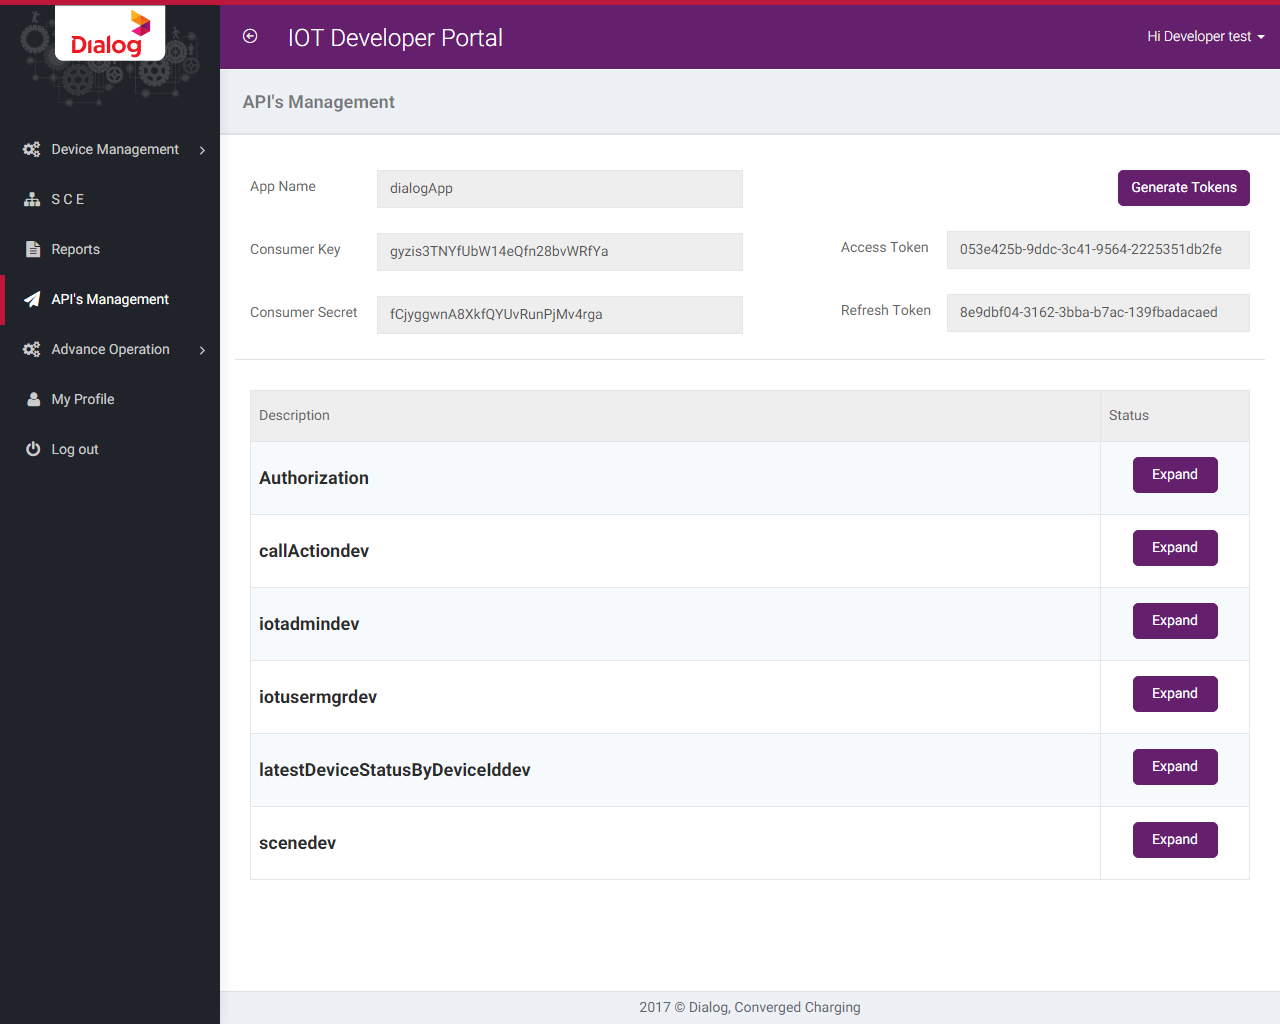 Dialog
IOT Developer Portal
Hi Developer test
API's Management
Device Management
S C E
Reports
API's Management
Advance Operation
My Profile
Log out
App Name
dialogApp
Generate Tokens
Consumer Key
gyzis3TNYfUbW14eQfn28bvWRfYa
Access Token
053e425b-9ddc-3c41-9564-2225351db2fe
Consumer Secret
fCjyggwnA8XkfQYUvRunPjMv4rga
Refresh Token
8e9dbf04-3162-3bba-b7ac-139fbadacaed
Description
Status
Authorization
Expand
callActiondev
Expand
iotadmindev
Expand
iotusermgrdev
Expand
latestDeviceStatusByDeviceIddev
Expand
scenedev
Expand
2017 © Dialog, Converged Charging